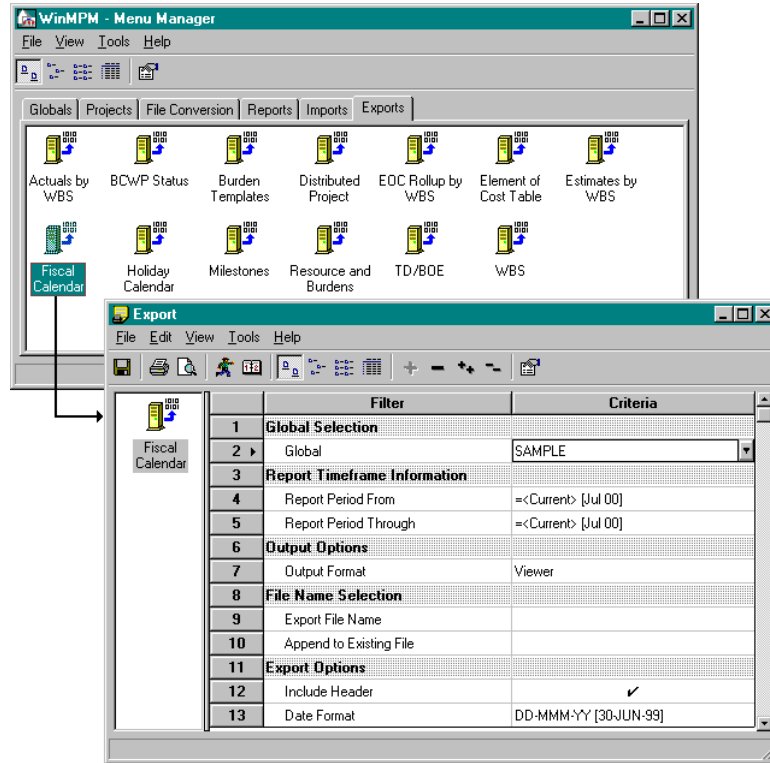 WinMPM - Menu Manager
File View Tools Help
Globals Projects File Conversion Reports Imports Exports
Actuals by WBS
BCWP Status
Burden Templates
Distributed Project
EOC Rollup by WBS
Element of Cost Table
Estimates by WBS
Fiscal Calendar
Holiday Calendar
Milestones
Resource and Burdens
TD/BOE
WBS
Export
File Edit View Tools Help
Fiscal Calendar
Filter Criteria
1 Global Selection
2 Global SAMPLE
3 Report Timeframe Information
4 Report Period From =<Current> [Jul 00]
5 Report Period Through =<Current> [Jul 00]
6 Output Options
7 Output Format Viewer
8 File Name Selection
9 Export File Name
10 Append to Existing File
11 Export Options
12 Include Header ✔
13 Date Format DD-MMM-YY [30-JUN-99]